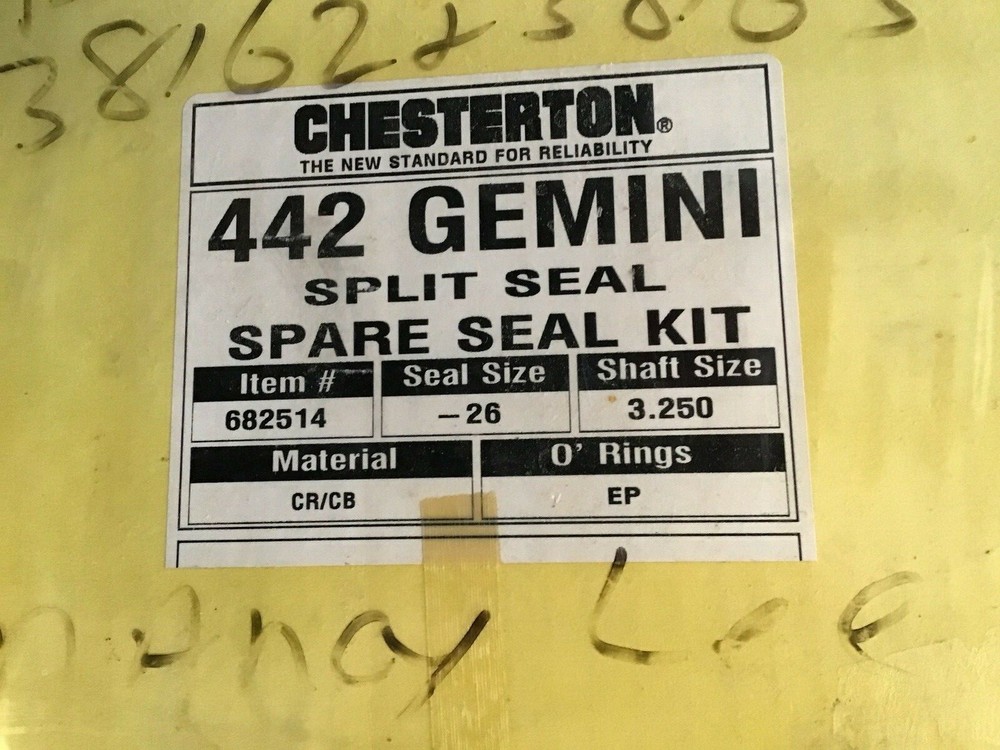 CHESTERTON®
THE NEW STANDARD FOR RELIABILITY
442 GEMINI
SPLIT SEAL
SPARE SEAL KIT
Item # Seal Size Shaft Size
682514 –26 3.250
Material O' Rings
CR/CB EP
Lee